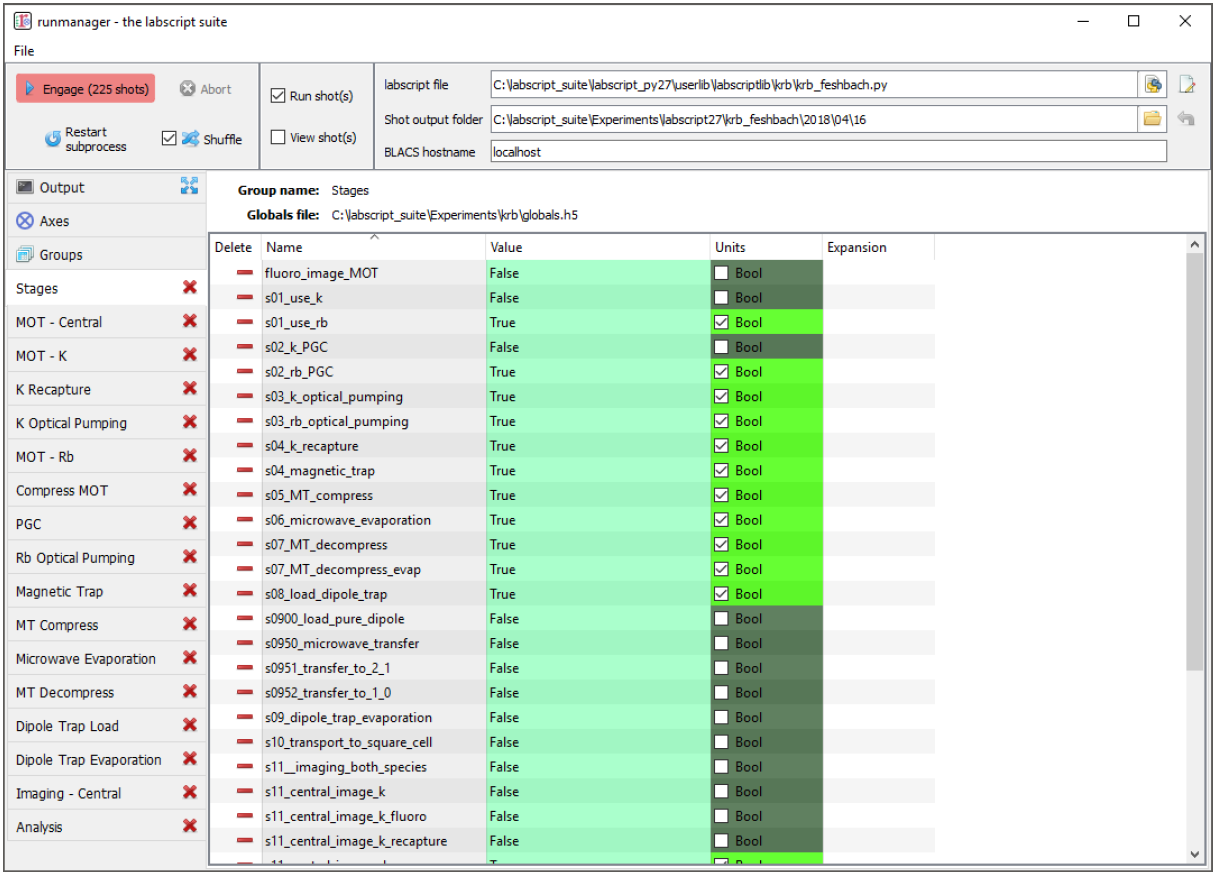 runmanager - the labscript suite
File
Engage (225 shots)
Abort
Restart
subprocess
Shuffle
Run shot(s)
View shot(s)
labscript file
C:\labscript_suite\labscript_py27\userlib\labscriptlib\krb\krb_feshbach.py
Shot output folder
C:\labscript_suite\Experiments\labscript27\krb_feshbach\2018\04\16
BLACS hostname
localhost
Output
Axes
Groups
Stages
MOT - Central
MOT - K
K Recapture
K Optical Pumping
MOT - Rb
Compress MOT
PGC
Rb Optical Pumping
Magnetic Trap
MT Compress
Microwave Evaporation
MT Decompress
Dipole Trap Load
Dipole Trap Evaporation
Imaging - Central
Analysis
Group name: Stages
Globals file: C:\labscript_suite\Experiments\krb\globals.h5
Delete Name Value Units Expansion
fluoro_image_MOT False Bool
s01_use_k False Bool
s01_use_rb True Bool
s02_k_PGC False Bool
s02_rb_PGC True Bool
s03_k_optical_pumping True Bool
s03_rb_optical_pumping True Bool
s04_k_recapture True Bool
s04_magnetic_trap True Bool
s05_MT_compress True Bool
s06_microwave_evaporation True Bool
s07_MT_decompress True Bool
s07_MT_decompress_evap True Bool
s08_load_dipole_trap True Bool
s0900_load_pure_dipole False Bool
s0950_microwave_transfer False Bool
s0951_transfer_to_2_1 False Bool
s0952_transfer_to_1_0 False Bool
s09_dipole_trap_evaporation False Bool
s10_transport_to_square_cell False Bool
s11__imaging_both_species False Bool
s11_central_image_k False Bool
s11_central_image_k_fluoro False Bool
s11_central_image_k_recapture False Bool